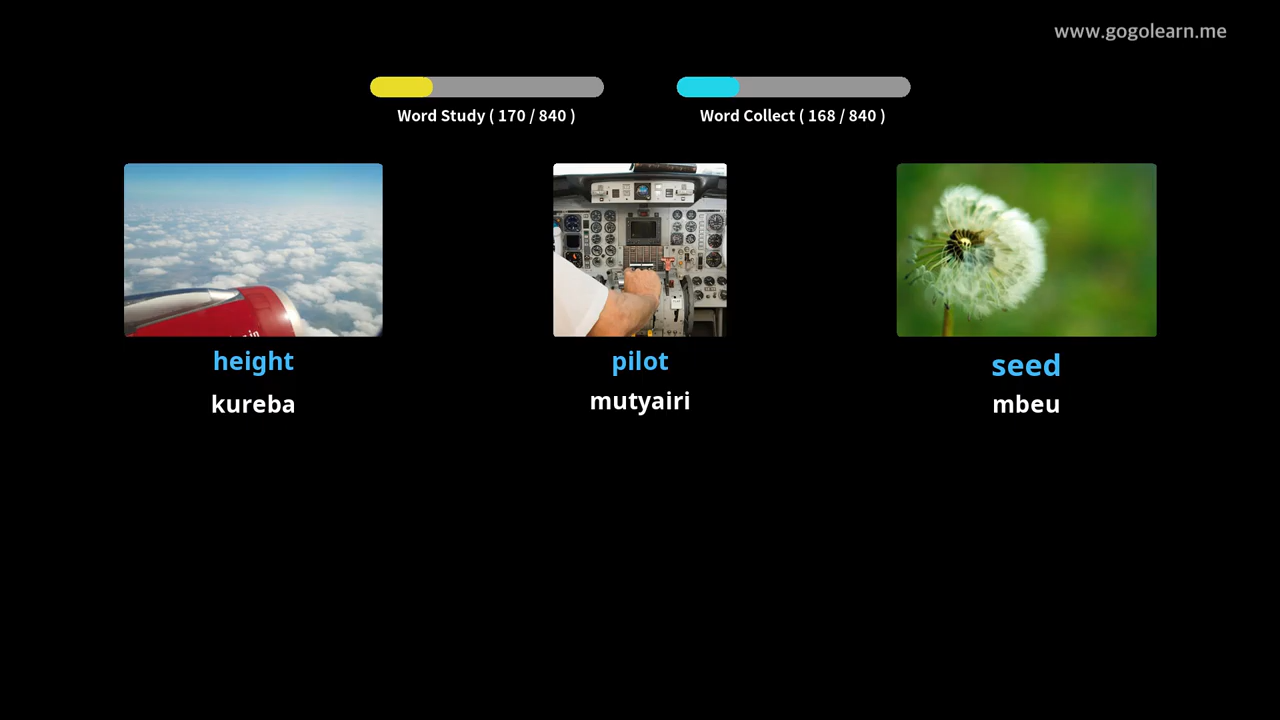 www.gogolearn.me
Word Study ( 170 / 840 )
Word Collect ( 168 / 840 )
height
kureba
pilot
mutyairi
seed
mbeu